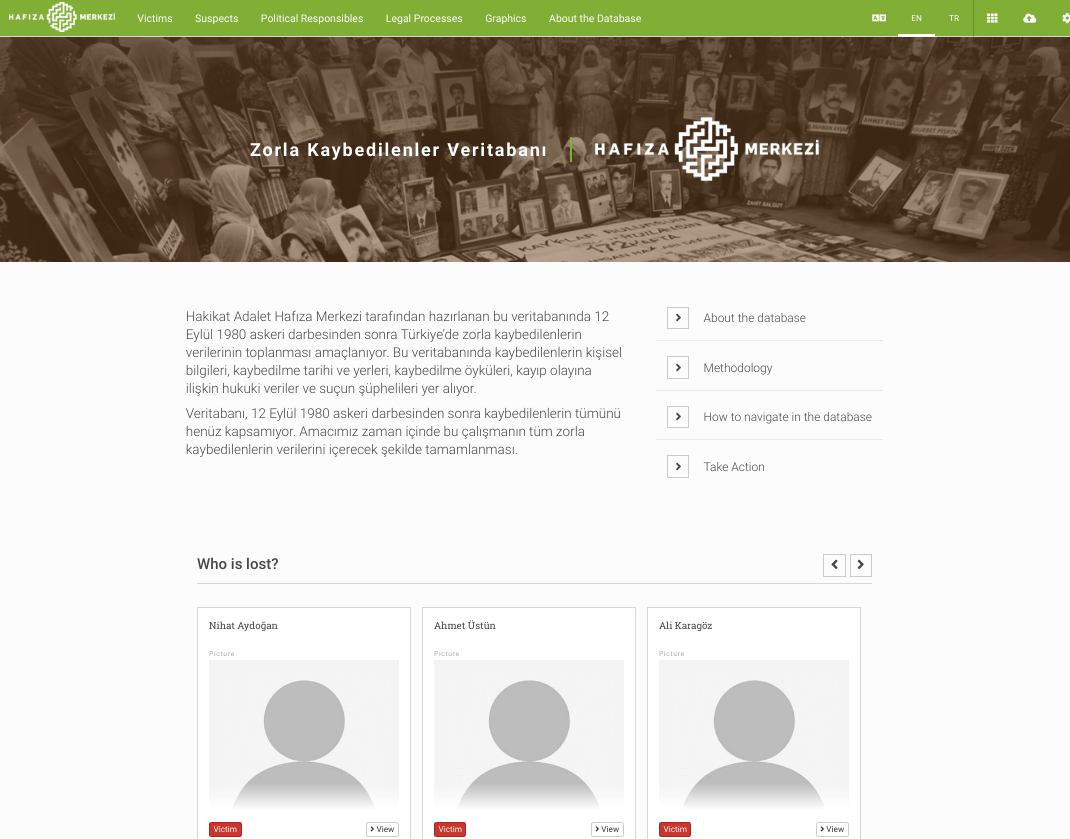 HAFIZA MERKEZİ
Victims
Suspects
Political Responsibles
Legal Processes
Graphics
About the Database
EN
TR
Zorla Kaybedilenler Veritabanı
HAFIZA MERKEZİ
AHMET BULUR
KAYIPLAR BULUNSUN
172
HAFTA
Hakikat Adalet Hafıza Merkezi tarafından hazırlanan bu veritabanında 12
Eylül 1980 askeri darbesinden sonra Türkiye'de zorla kaybedilenlerin
verilerinin toplanması amaçlanıyor. Bu veritabanında kaybedilenlerin kişisel
bilgileri, kaybedilme tarihi ve yerleri, kaybedilme öyküleri, kayıp olayına
ilişkin hukuki veriler ve suçun şüphelileri yer alıyor.
Veritabanı, 12 Eylül 1980 askeri darbesinden sonra kaybedilenlerin tümünü
henüz kapsamıyor. Amacımız zaman içinde bu çalışmanın tüm zorla
kaybedilenlerin verilerini içerecek şekilde tamamlanması.
About the database
Methodology
How to navigate in the database
Take Action
Who is lost?
Nihat Aydoğan
Picture
Victim
View
Ahmet Üstün
Picture
Victim
View
Ali Karagöz
Picture
Victim
View